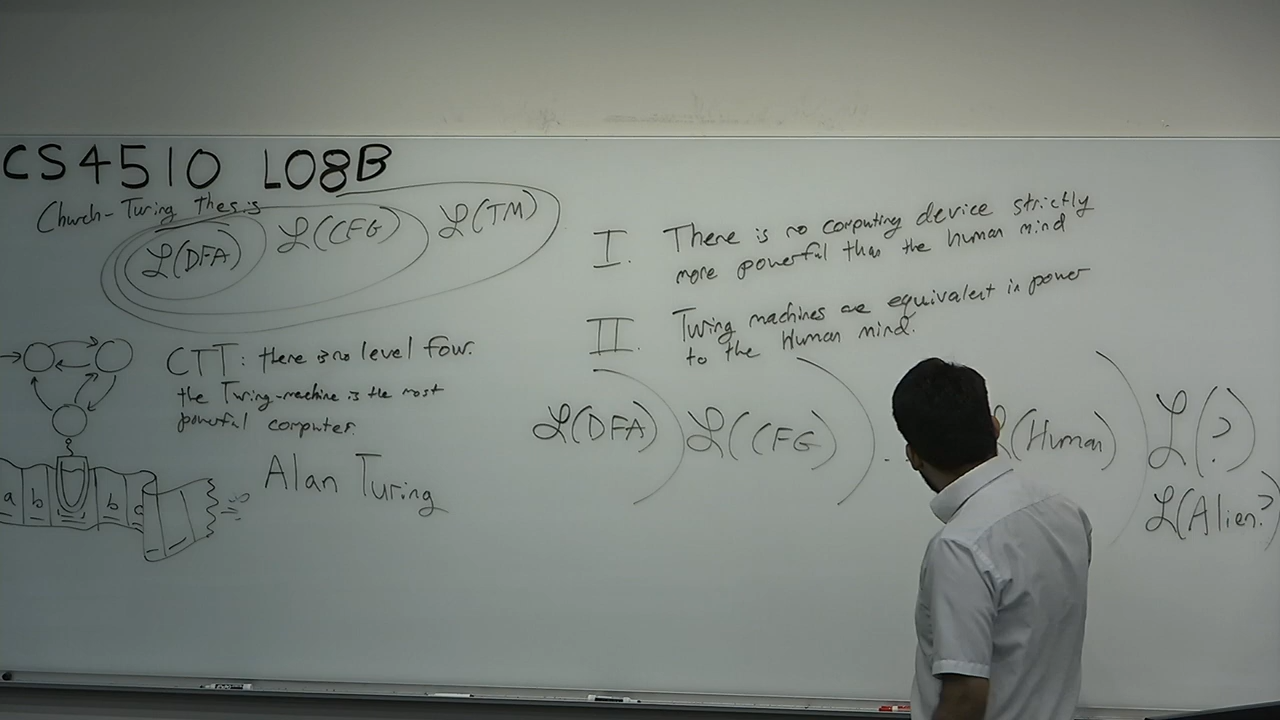 CS4510 L08B
Church-Turing Thesis
L(DFA) L(CFG) L(TM)
CTT: there is no level four.
the Turing-machine is the most
powerful computer.
Alan Turing
a b b
I. There is no computing device strictly
more powerful than the human mind
II. Turing machines are equivalent in power
to the Human mind.
L(DFA) L(CFG) ... L(Human) L(?)
L(Alien?)